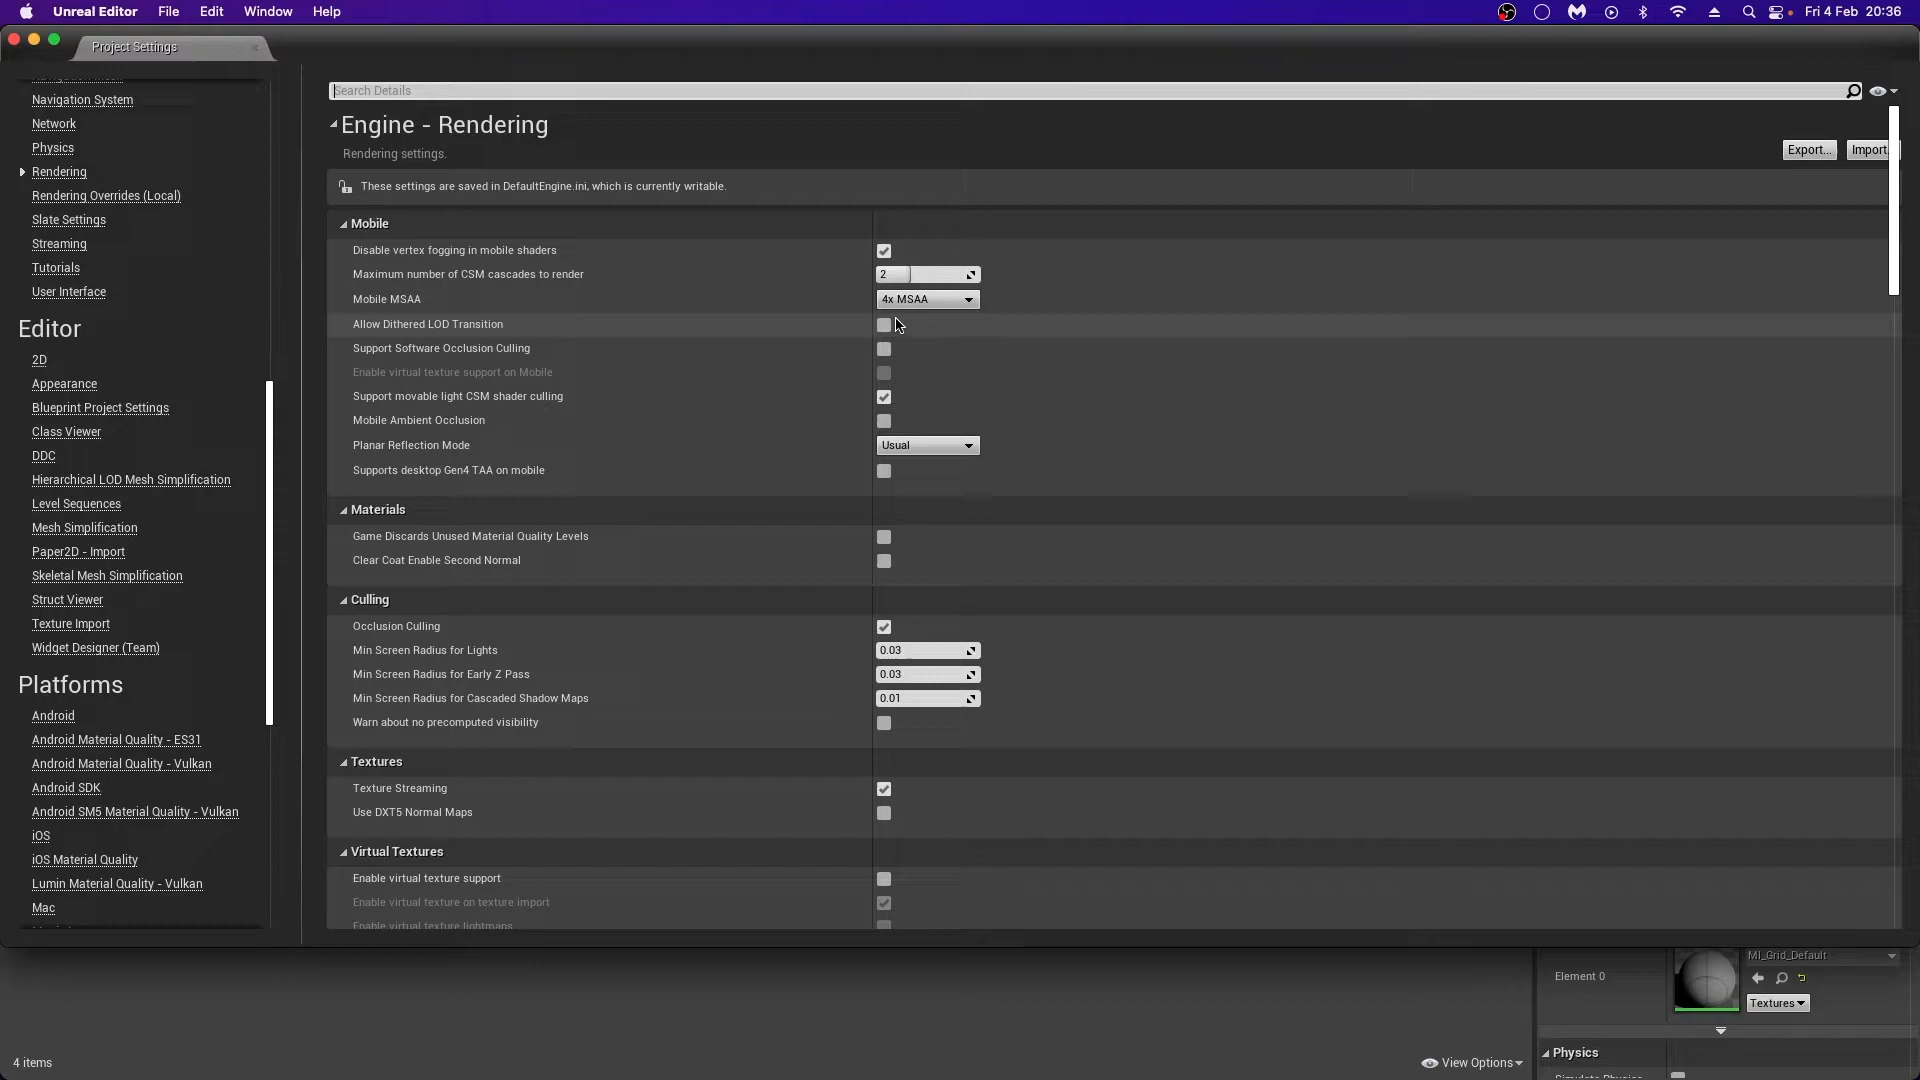 Unreal Editor File Edit Window Help Fri 4 Feb 20:36
Project Settings
Navigation System
Network
Physics
Rendering
Rendering Overrides (Local)
Slate Settings
Streaming
Tutorials
User Interface
Editor
2D
Appearance
Blueprint Project Settings
Class Viewer
DDC
Hierarchical LOD Mesh Simplification
Level Sequences
Mesh Simplification
Paper2D - Import
Skeletal Mesh Simplification
Struct Viewer
Texture Import
Widget Designer (Team)
Platforms
Android
Android Material Quality - ES31
Android Material Quality - Vulkan
Android SDK
Android SM5 Material Quality - Vulkan
iOS
iOS Material Quality
Lumin Material Quality - Vulkan
Mac
Search Details
Engine - Rendering
Rendering settings.
Export... Import
These settings are saved in DefaultEngine.ini, which is currently writable.
Mobile
Disable vertex fogging in mobile shaders
Maximum number of CSM cascades to render 2
Mobile MSAA 4x MSAA
Allow Dithered LOD Transition
Support Software Occlusion Culling
Enable virtual texture support on Mobile
Support movable light CSM shader culling
Mobile Ambient Occlusion
Planar Reflection Mode Usual
Supports desktop Gen4 TAA on mobile
Materials
Game Discards Unused Material Quality Levels
Clear Coat Enable Second Normal
Culling
Occlusion Culling
Min Screen Radius for Lights 0.03
Min Screen Radius for Early Z Pass 0.03
Min Screen Radius for Cascaded Shadow Maps 0.01
Warn about no precomputed visibility
Textures
Texture Streaming
Use DXT5 Normal Maps
Virtual Textures
Enable virtual texture support
Enable virtual texture on texture import
Enable virtual texture lightmaps
Element 0
MI_Grid_Default
Textures
Physics
4 items
View Options